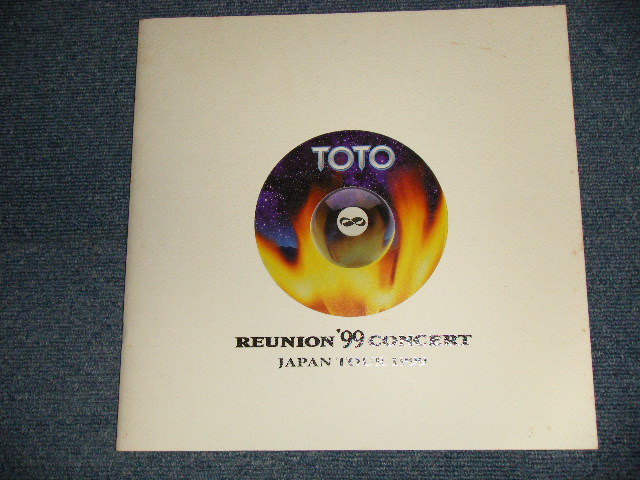 TOTO
REUNION '99 CONCERT
JAPAN TOUR 1999